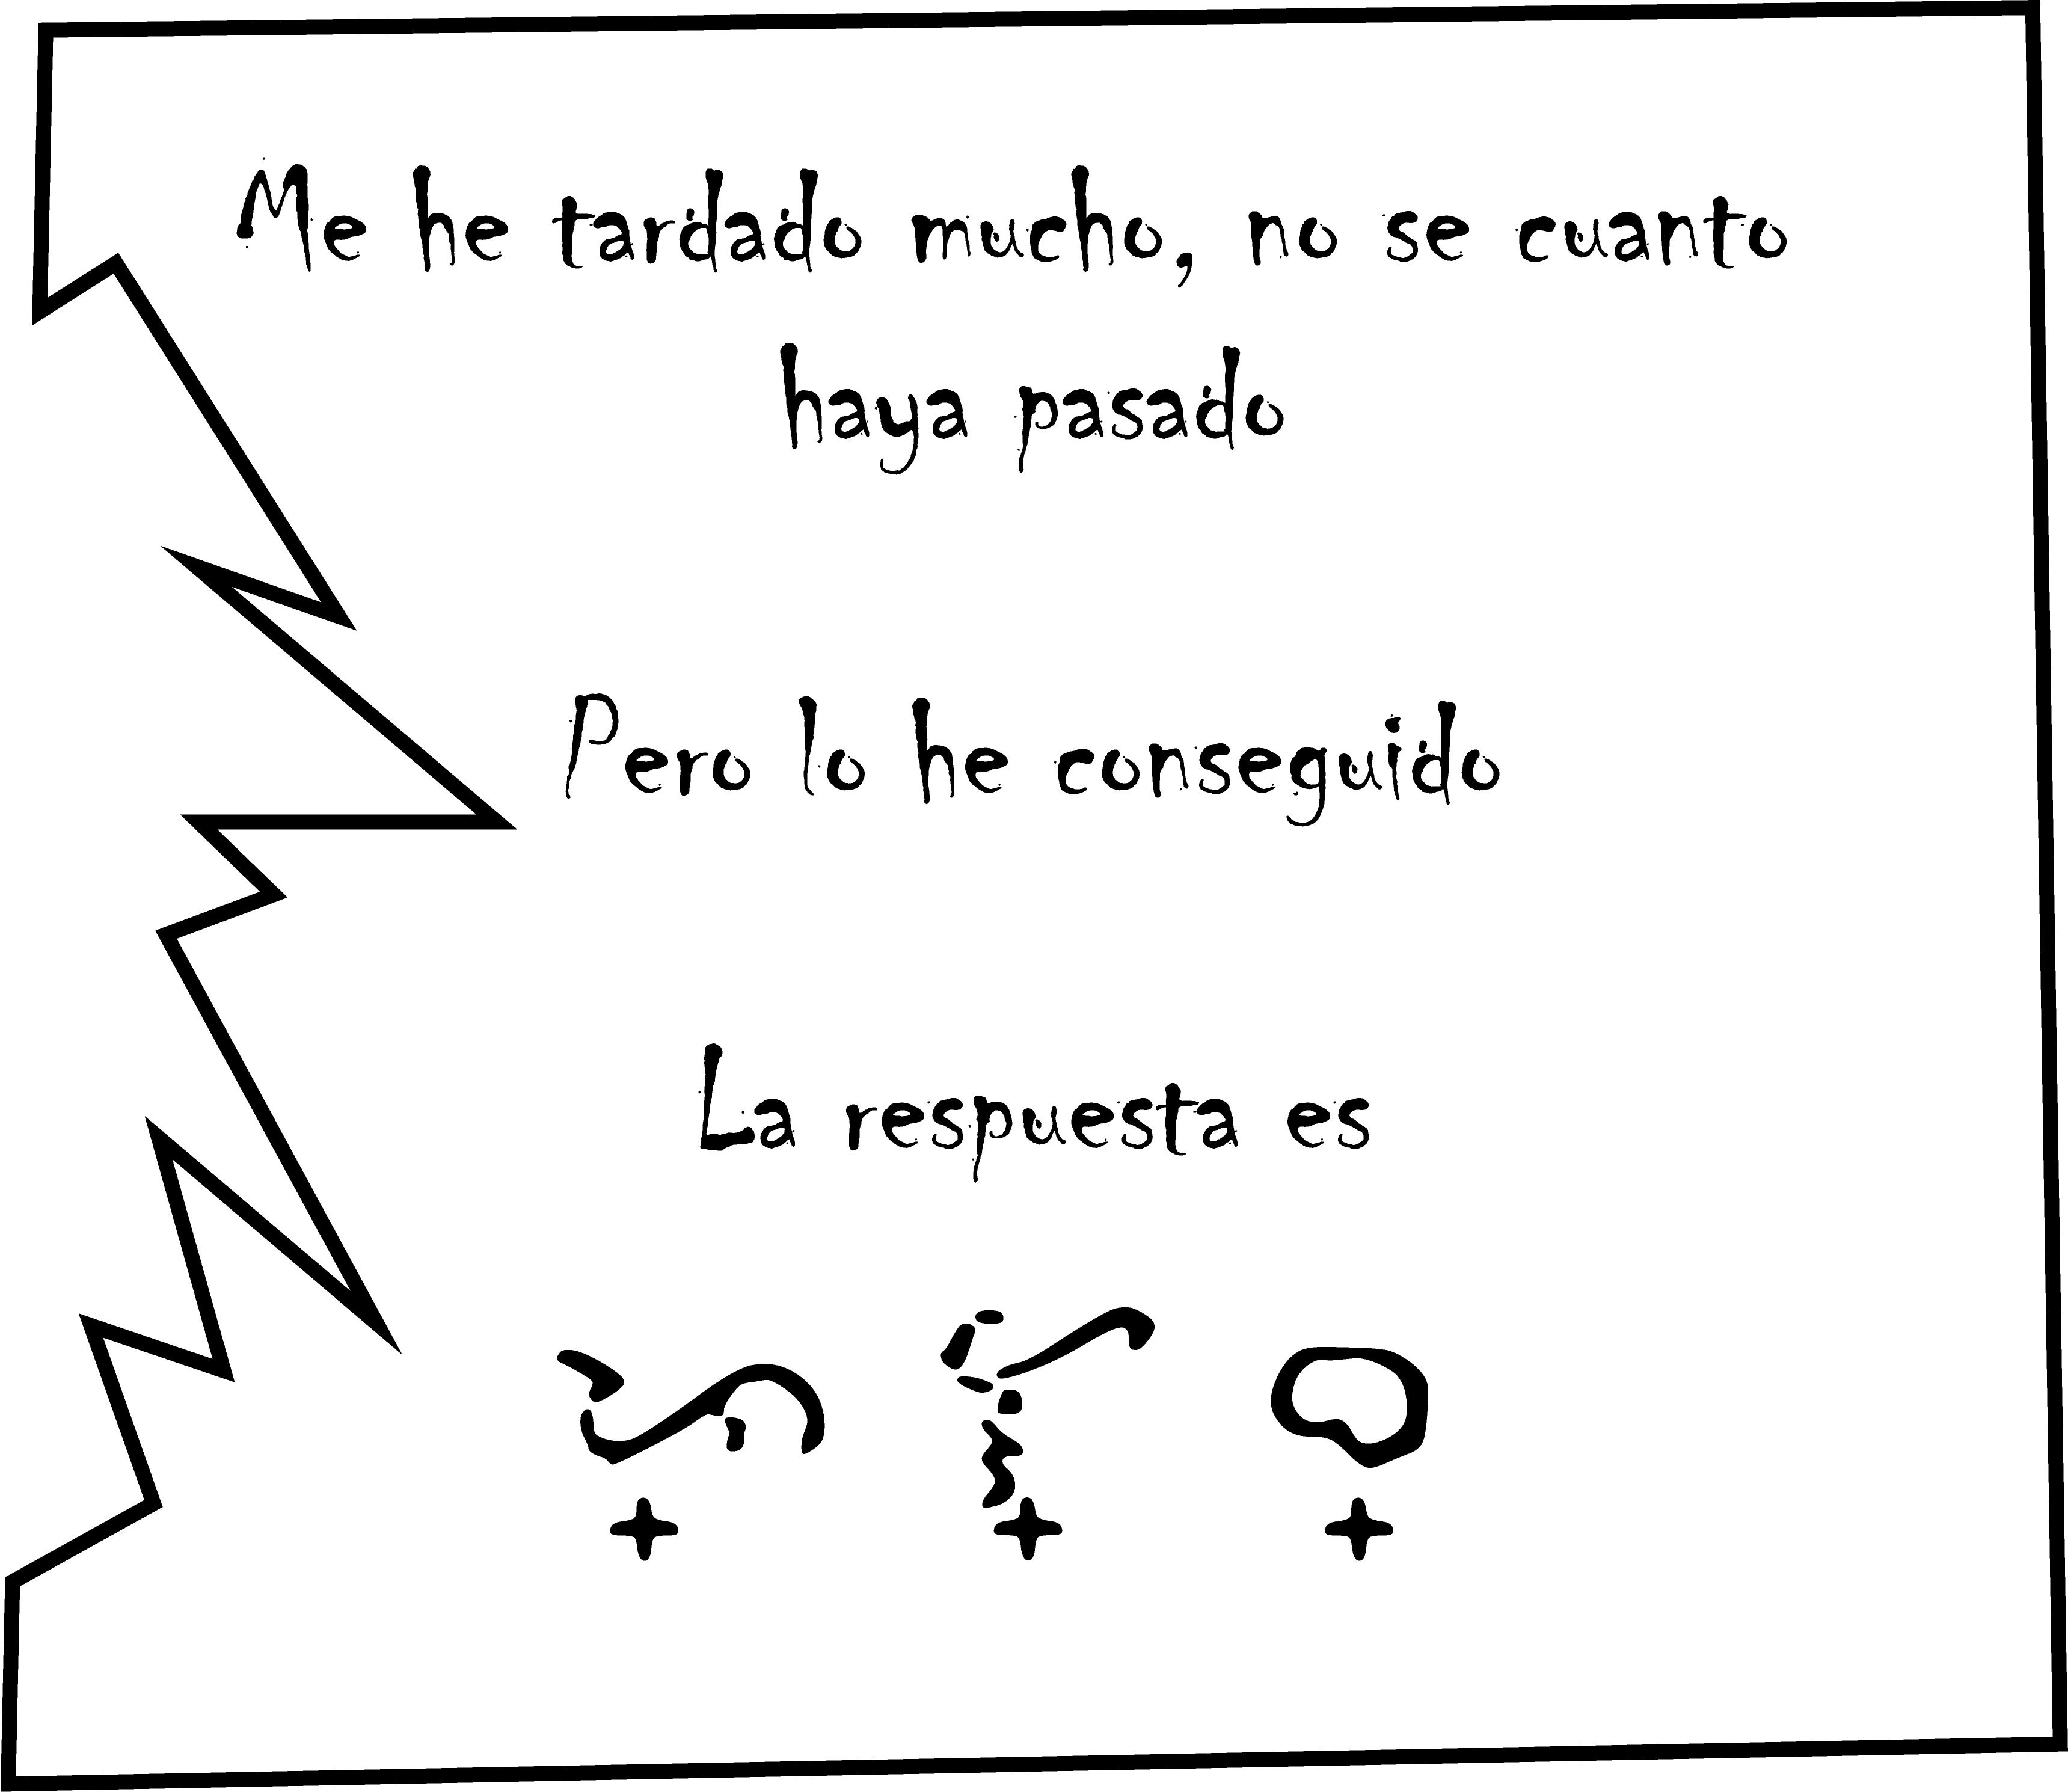 Me he tardado mucho, no se cuanto
haya pasado
Pero lo he conseguido
La respuesta es